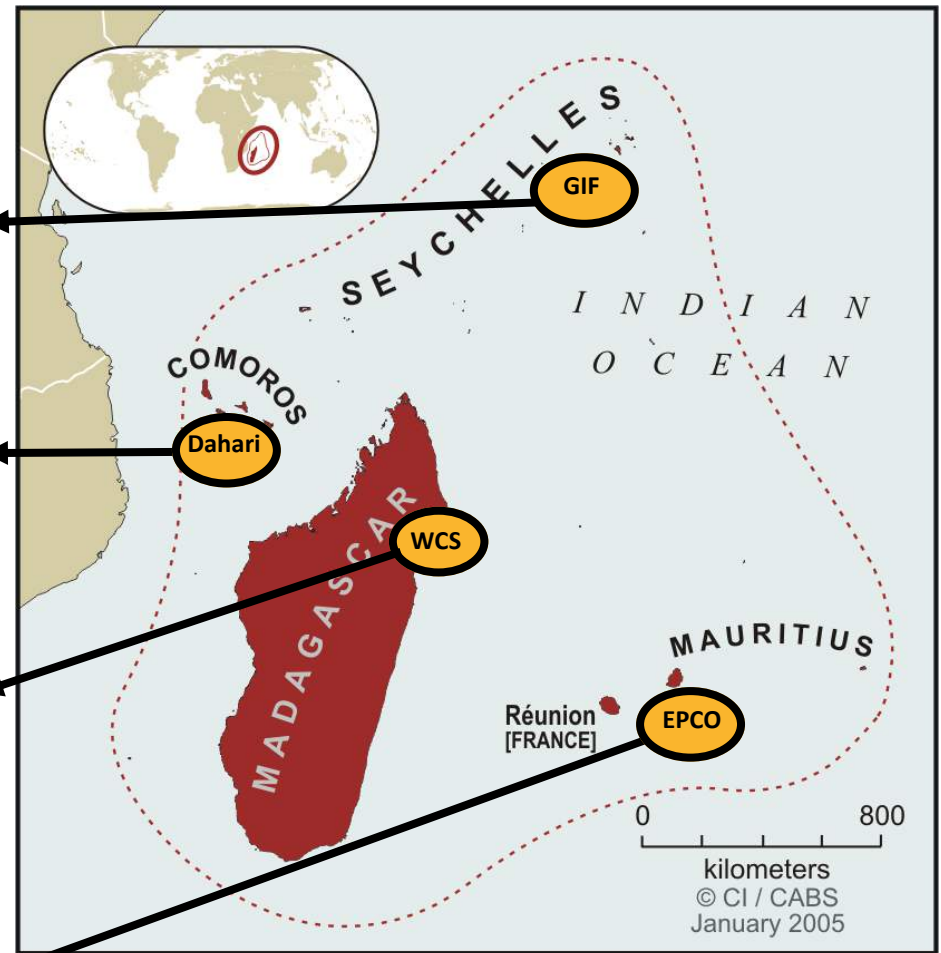 SEYCHELLES
GIF
INDIAN
OCEAN
COMOROS
Dahari
MADAGASCAR
WCS
MAURITIUS
Réunion
[FRANCE]
EPCO
0 800
kilometers
© CI / CABS
January 2005